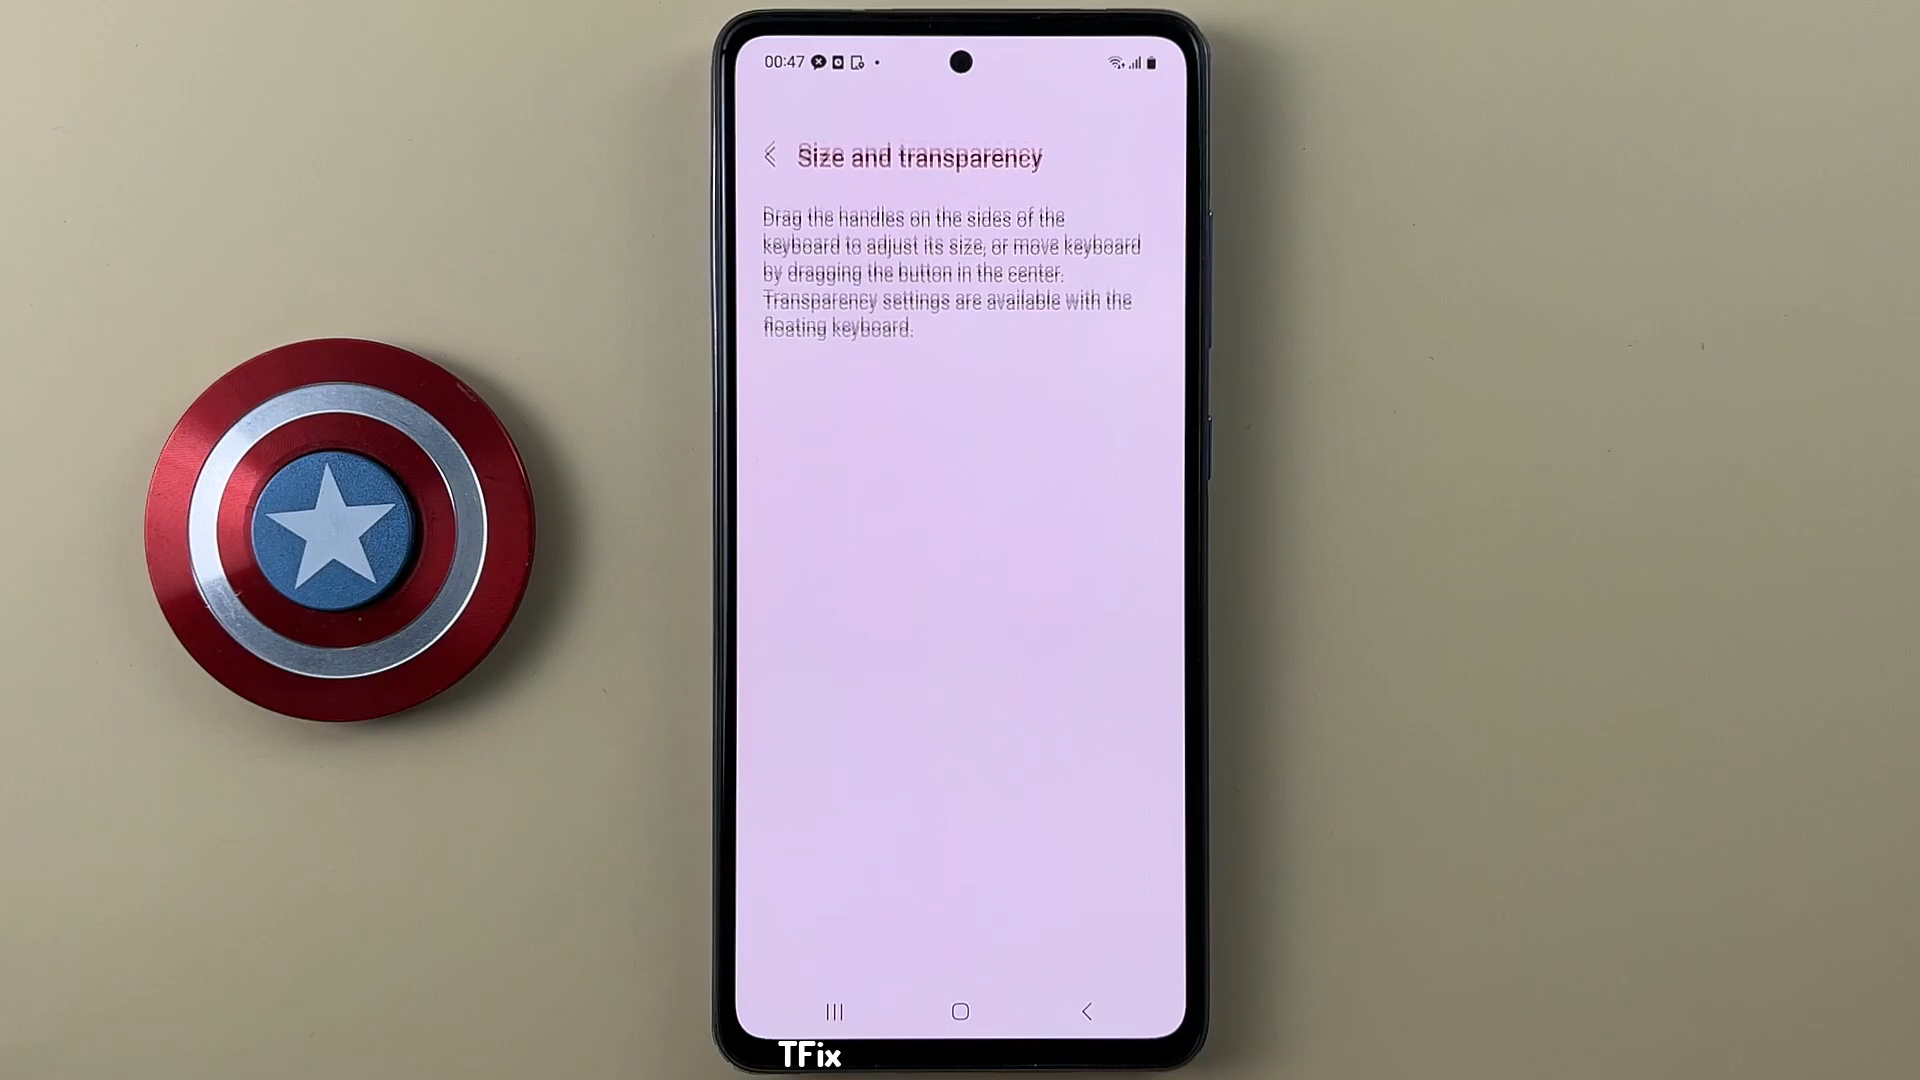 00:47
Size and transparency
Drag the handles on the sides of the
keyboard to adjust its size, or move keyboard
by dragging the button in the center.
Transparency settings are available with the
floating keyboard.
TFix